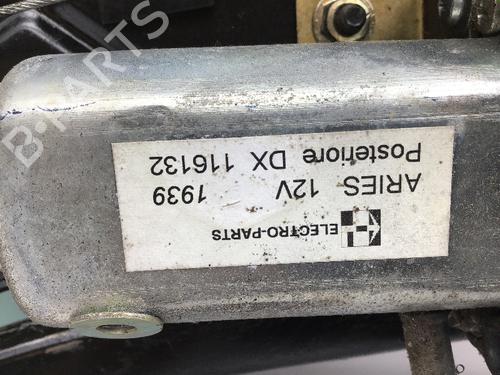 ELECTRO-PARTS
ARIES 12V 1939
Posteriore DX 116132
B-PARTS